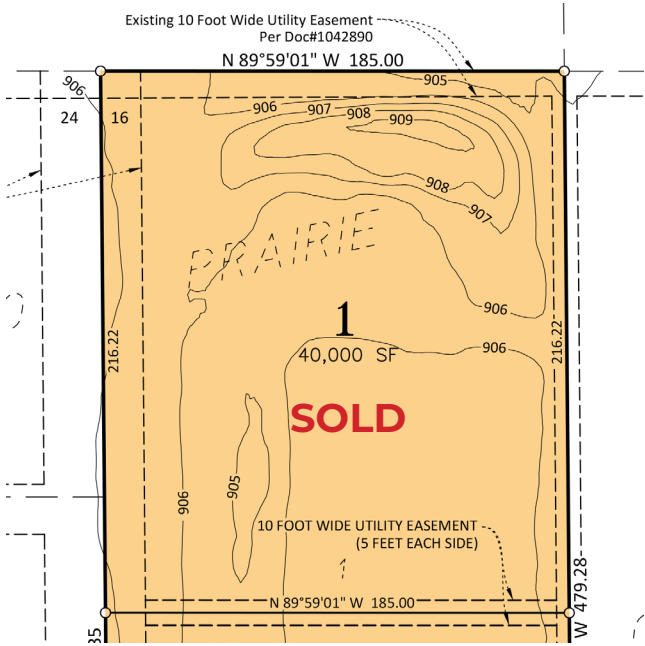 Existing 10 Foot Wide Utility Easement
Per Doc#1042890
N 89°59'01" W 185.00
905
906
906
907
908
909
24
16
908
907
PRAIRIE
906
1
216.22
216.22
40,000 SF
906
SOLD
905
906
10 FOOT WIDE UTILITY EASEMENT
(5 FEET EACH SIDE)
1
N 89°59'01" W 185.00
W 479.28